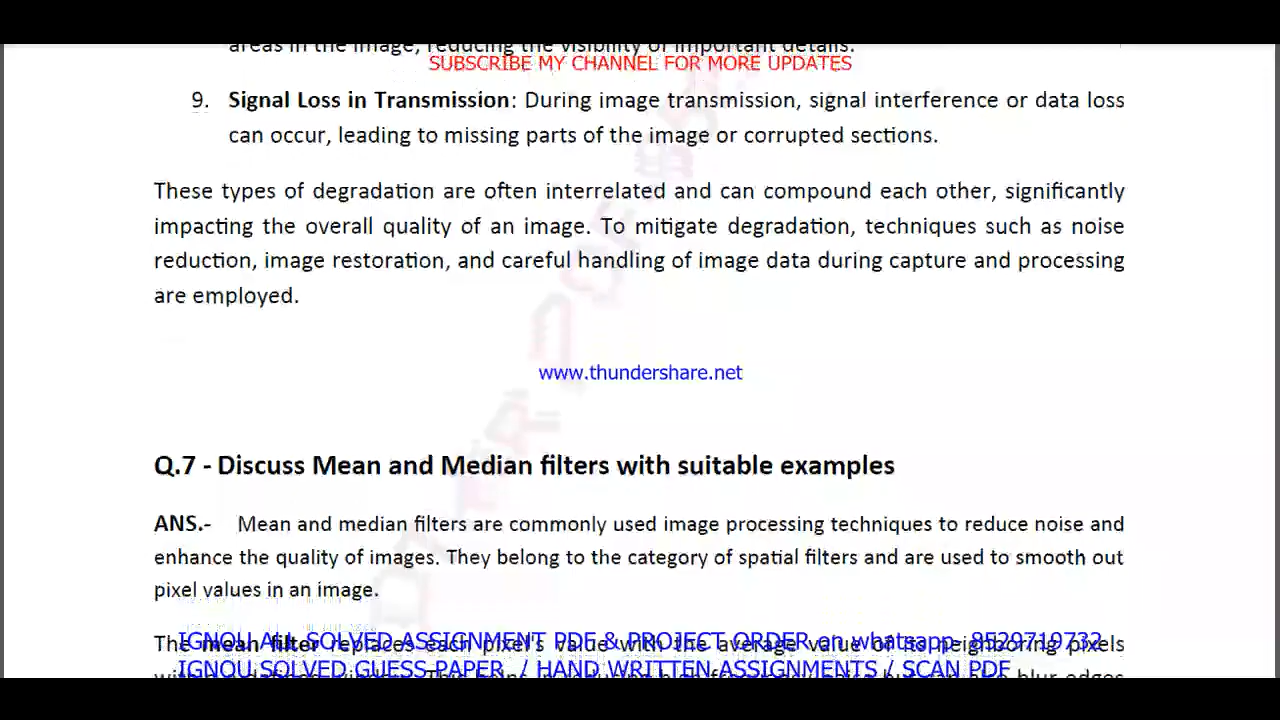 areas in the image, reducing the visibility of important details.
SUBSCRIBE MY CHANNEL FOR MORE UPDATES
9. Signal Loss in Transmission: During image transmission, signal interference or data loss
can occur, leading to missing parts of the image or corrupted sections.
These types of degradation are often interrelated and can compound each other, significantly
impacting the overall quality of an image. To mitigate degradation, techniques such as noise
reduction, image restoration, and careful handling of image data during capture and processing
are employed.
www.thundershare.net
Q.7 - Discuss Mean and Median filters with suitable examples
ANS.- Mean and median filters are commonly used image processing techniques to reduce noise and
enhance the quality of images. They belong to the category of spatial filters and are used to smooth out
pixel values in an image.
The mean filter replaces each pixel's value with the average value of its neighboring pixels
IGNOU ALL SOLVED ASSIGNMENT PDF & PROJECT ORDER on whatsapp - 9529719732
IGNOU SOLVED GUESS PAPER / HAND WRITTEN ASSIGNMENTS / SCAN PDF